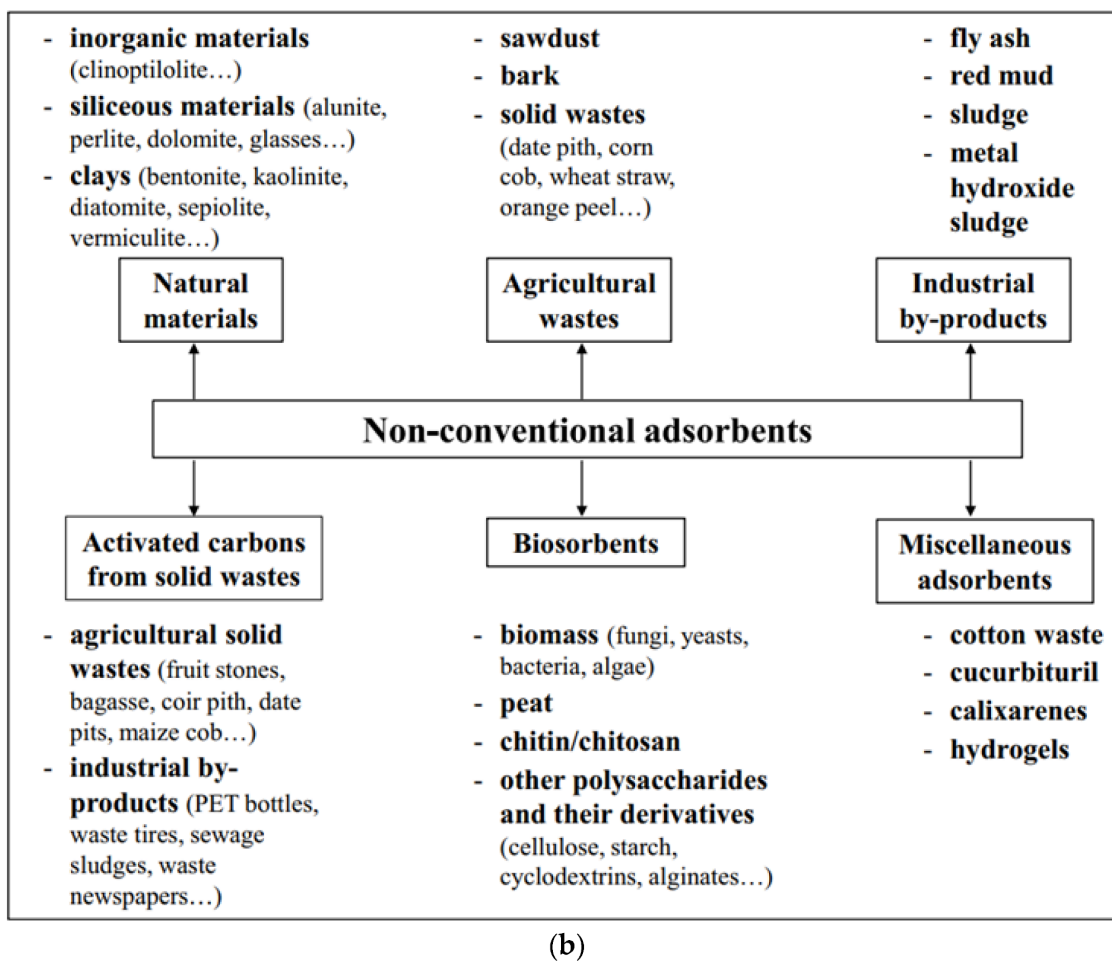 - inorganic materials
(clinoptilolite…)
- siliceous materials (alunite,
perlite, dolomite, glasses…)
- clays (bentonite, kaolinite,
diatomite, sepiolite,
vermiculite…)
- sawdust
- bark
- solid wastes
(date pith, corn
cob, wheat straw,
orange peel…)
- fly ash
- red mud
- sludge
- metal
hydroxide
sludge
Natural
materials
Agricultural
wastes
Industrial
by-products
Non-conventional adsorbents
Activated carbons
from solid wastes
Biosorbents
Miscellaneous
adsorbents
- agricultural solid
wastes (fruit stones,
bagasse, coir pith, date
pits, maize cob…)
- industrial by-
products (PET bottles,
waste tires, sewage
sludges, waste
newspapers…)
- biomass (fungi, yeasts,
bacteria, algae)
- peat
- chitin/chitosan
- other polysaccharides
and their derivatives
(cellulose, starch,
cyclodextrins, alginates…)
- cotton waste
- cucurbituril
- calixarenes
- hydrogels
(b)